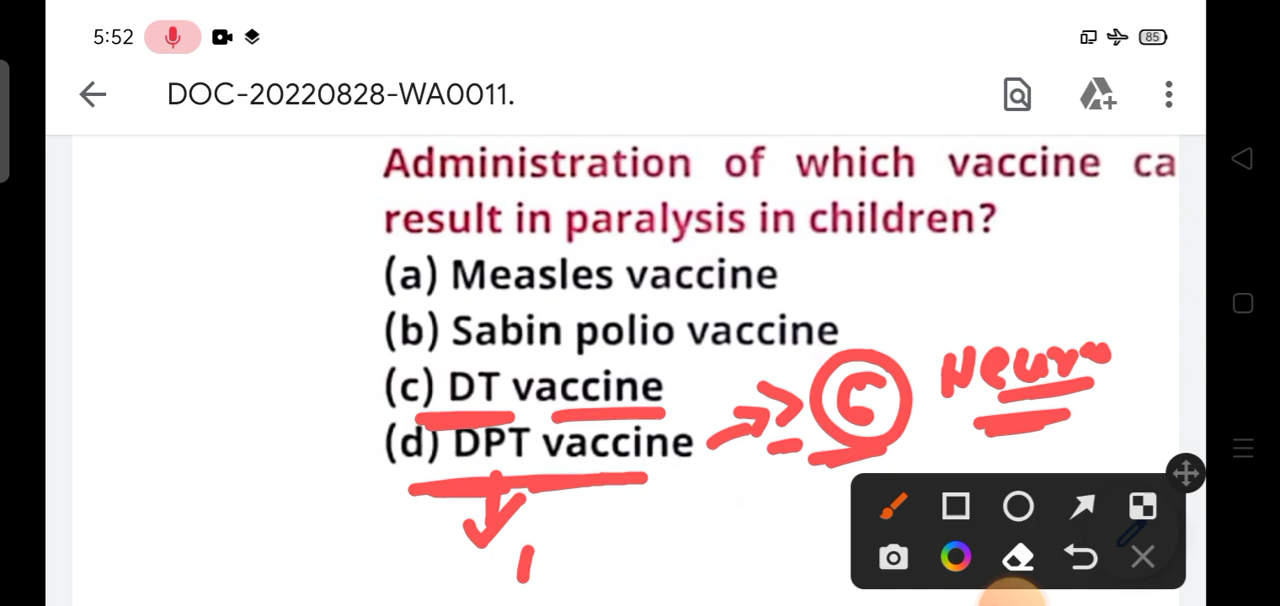 5:52
85
DOC-20220828-WA0011.
Administration of which vaccine ca
result in paralysis in children?
(a) Measles vaccine
(b) Sabin polio vaccine
(c) DT vaccine
(d) DPT vaccine
Neuro